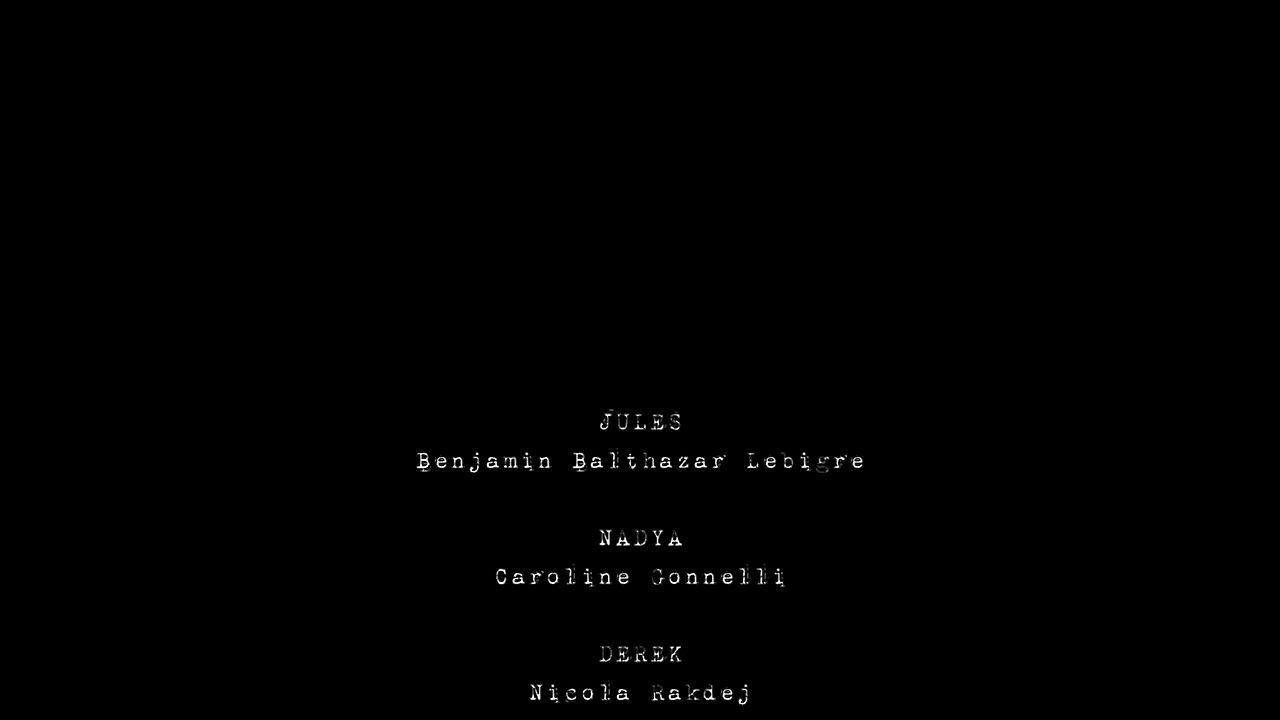 JULES
Benjamin Balthazar Lebigre
NADYA
Caroline Gonnelli
DEREK
Nicola Rakdej